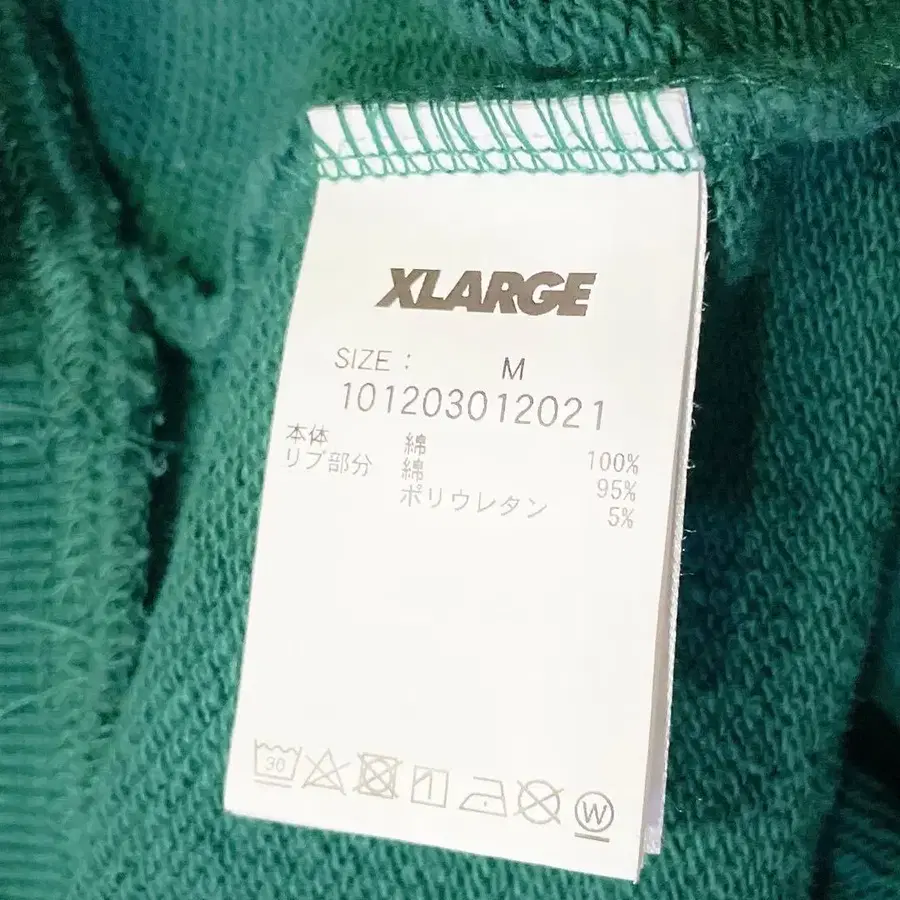 XLARGE
SIZE : M
101203012021
本体 綿 100%
リブ部分 綿 95%
ポリウレタン 5%
30
W